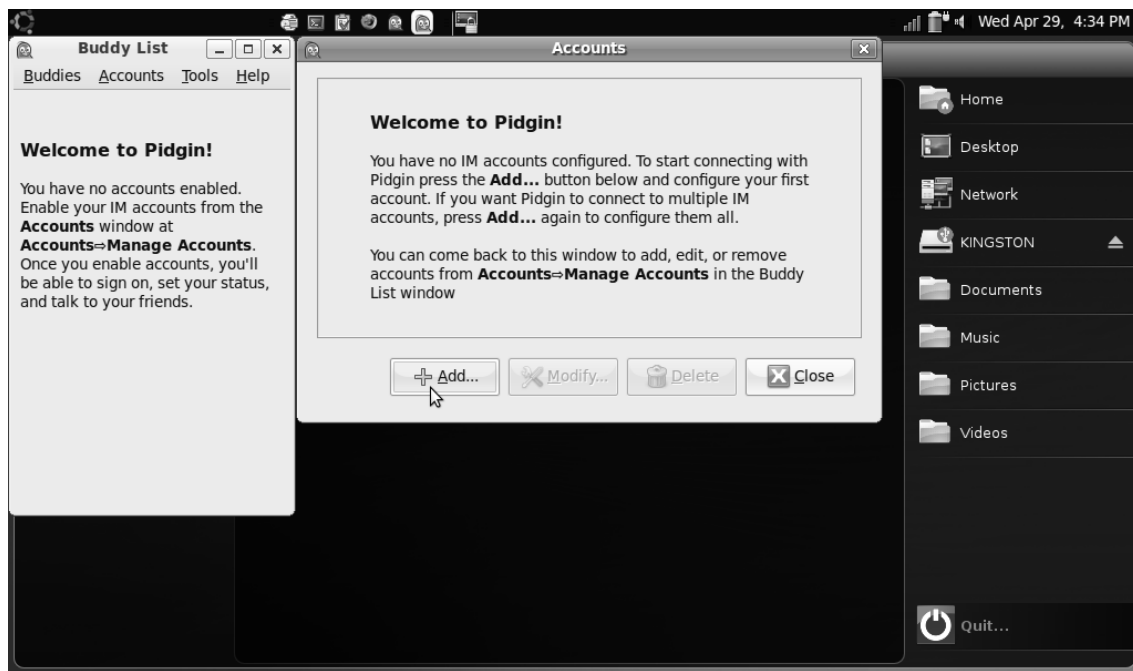 Wed Apr 29, 4:34 PM
Buddy List
Buddies Accounts Tools Help
Welcome to Pidgin!
You have no accounts enabled.
Enable your IM accounts from the
Accounts window at
Accounts⇨Manage Accounts.
Once you enable accounts, you'll
be able to sign on, set your status,
and talk to your friends.
Accounts
Welcome to Pidgin!
You have no IM accounts configured. To start connecting with
Pidgin press the Add... button below and configure your first
account. If you want Pidgin to connect to multiple IM
accounts, press Add... again to configure them all.
You can come back to this window to add, edit, or remove
accounts from Accounts⇨Manage Accounts in the Buddy
List window
Add... Modify... Delete Close
Home
Desktop
Network
KINGSTON
Documents
Music
Pictures
Videos
Quit...